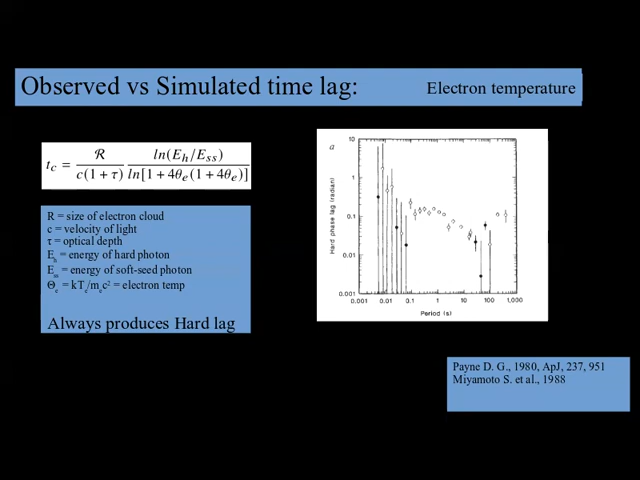 Observed vs Simulated time lag:
Electron temperature
t_c = ℛ / c(1 + τ) ln(E_h/E_ss) / ln[1 + 4θ_e(1 + 4θ_e)]
R = size of electron cloud
c = velocity of light
τ = optical depth
E_h = energy of hard photon
E_ss = energy of soft-seed photon
Θ_e = kT_e/m_ec² = electron temp
Always produces Hard lag
a
Hard phase lag (radian)
10
1
0.1
0.01
0.001
0.001 0.01 0.1 1 10 100 1,000
Period (s)
Payne D. G., 1980, ApJ, 237, 951
Miyamoto S. et al., 1988